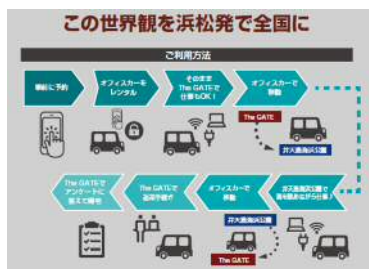 この世界観を浜松発で全国に
ご利用方法
事前に予約
オフィスカーを
レンタル
そのまま
The GATEで
仕事もOK！
オフィスカーで
移動
The GATE
弁天島海浜公園
The GATEで
アンケートに
答えて帰宅
The GATEで
返却手続き
オフィスカーで
移動
弁天島海浜公園で
海を眺めながら仕事！
弁天島海浜公園
The GATE